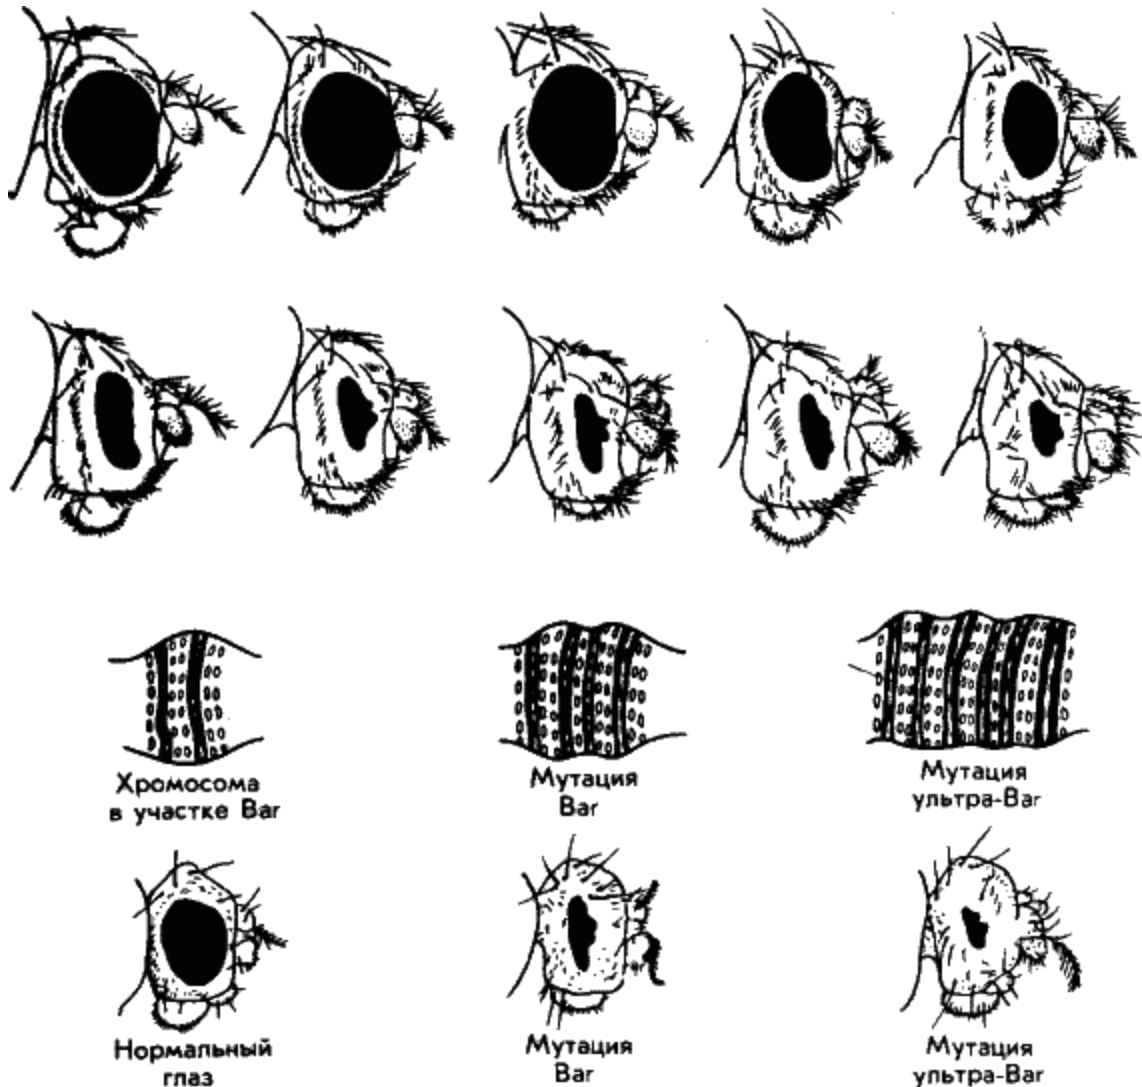 Хромосома
в участке Bar
Мутация
Bar
Мутация
ультра-Bar
Нормальный
глаз
Мутация
Bar
Мутация
ультра-Bar